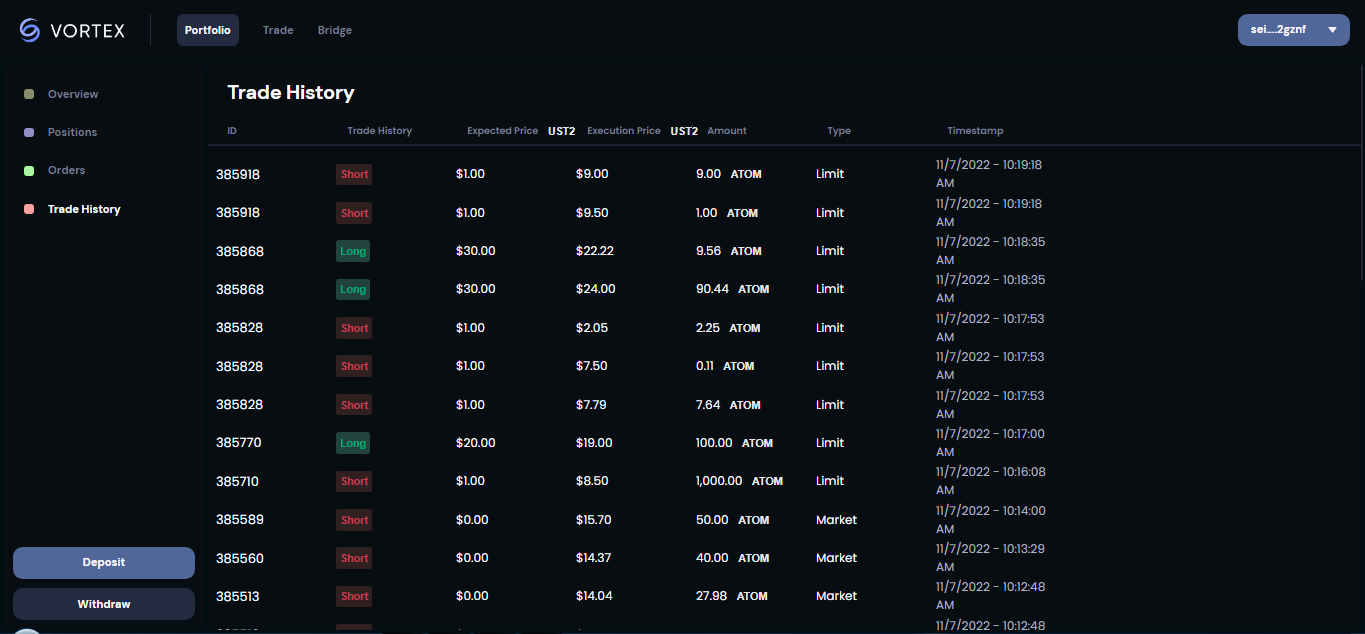 VORTEX
Portfolio Trade Bridge
sei....2gznf
Overview
Positions
Orders
Trade History
Deposit
Withdraw
Trade History
ID Trade History Expected Price UST2 Execution Price UST2 Amount Type Timestamp
385918 Short $1.00 $9.00 9.00 ATOM Limit 11/7/2022 - 10:19:18
AM
385918 Short $1.00 $9.50 1.00 ATOM Limit 11/7/2022 - 10:19:18
AM
385868 Long $30.00 $22.22 9.56 ATOM Limit 11/7/2022 - 10:18:35
AM
385868 Long $30.00 $24.00 90.44 ATOM Limit 11/7/2022 - 10:18:35
AM
385828 Short $1.00 $2.05 2.25 ATOM Limit 11/7/2022 - 10:17:53
AM
385828 Short $1.00 $7.50 0.11 ATOM Limit 11/7/2022 - 10:17:53
AM
385828 Short $1.00 $7.79 7.64 ATOM Limit 11/7/2022 - 10:17:53
AM
385770 Long $20.00 $19.00 100.00 ATOM Limit 11/7/2022 - 10:17:00
AM
385710 Short $1.00 $8.50 1,000.00 ATOM Limit 11/7/2022 - 10:16:08
AM
385589 Short $0.00 $15.70 50.00 ATOM Market 11/7/2022 - 10:14:00
AM
385560 Short $0.00 $14.37 40.00 ATOM Market 11/7/2022 - 10:13:29
AM
385513 Short $0.00 $14.04 27.98 ATOM Market 11/7/2022 - 10:12:48
AM
11/7/2022 - 10:12:48